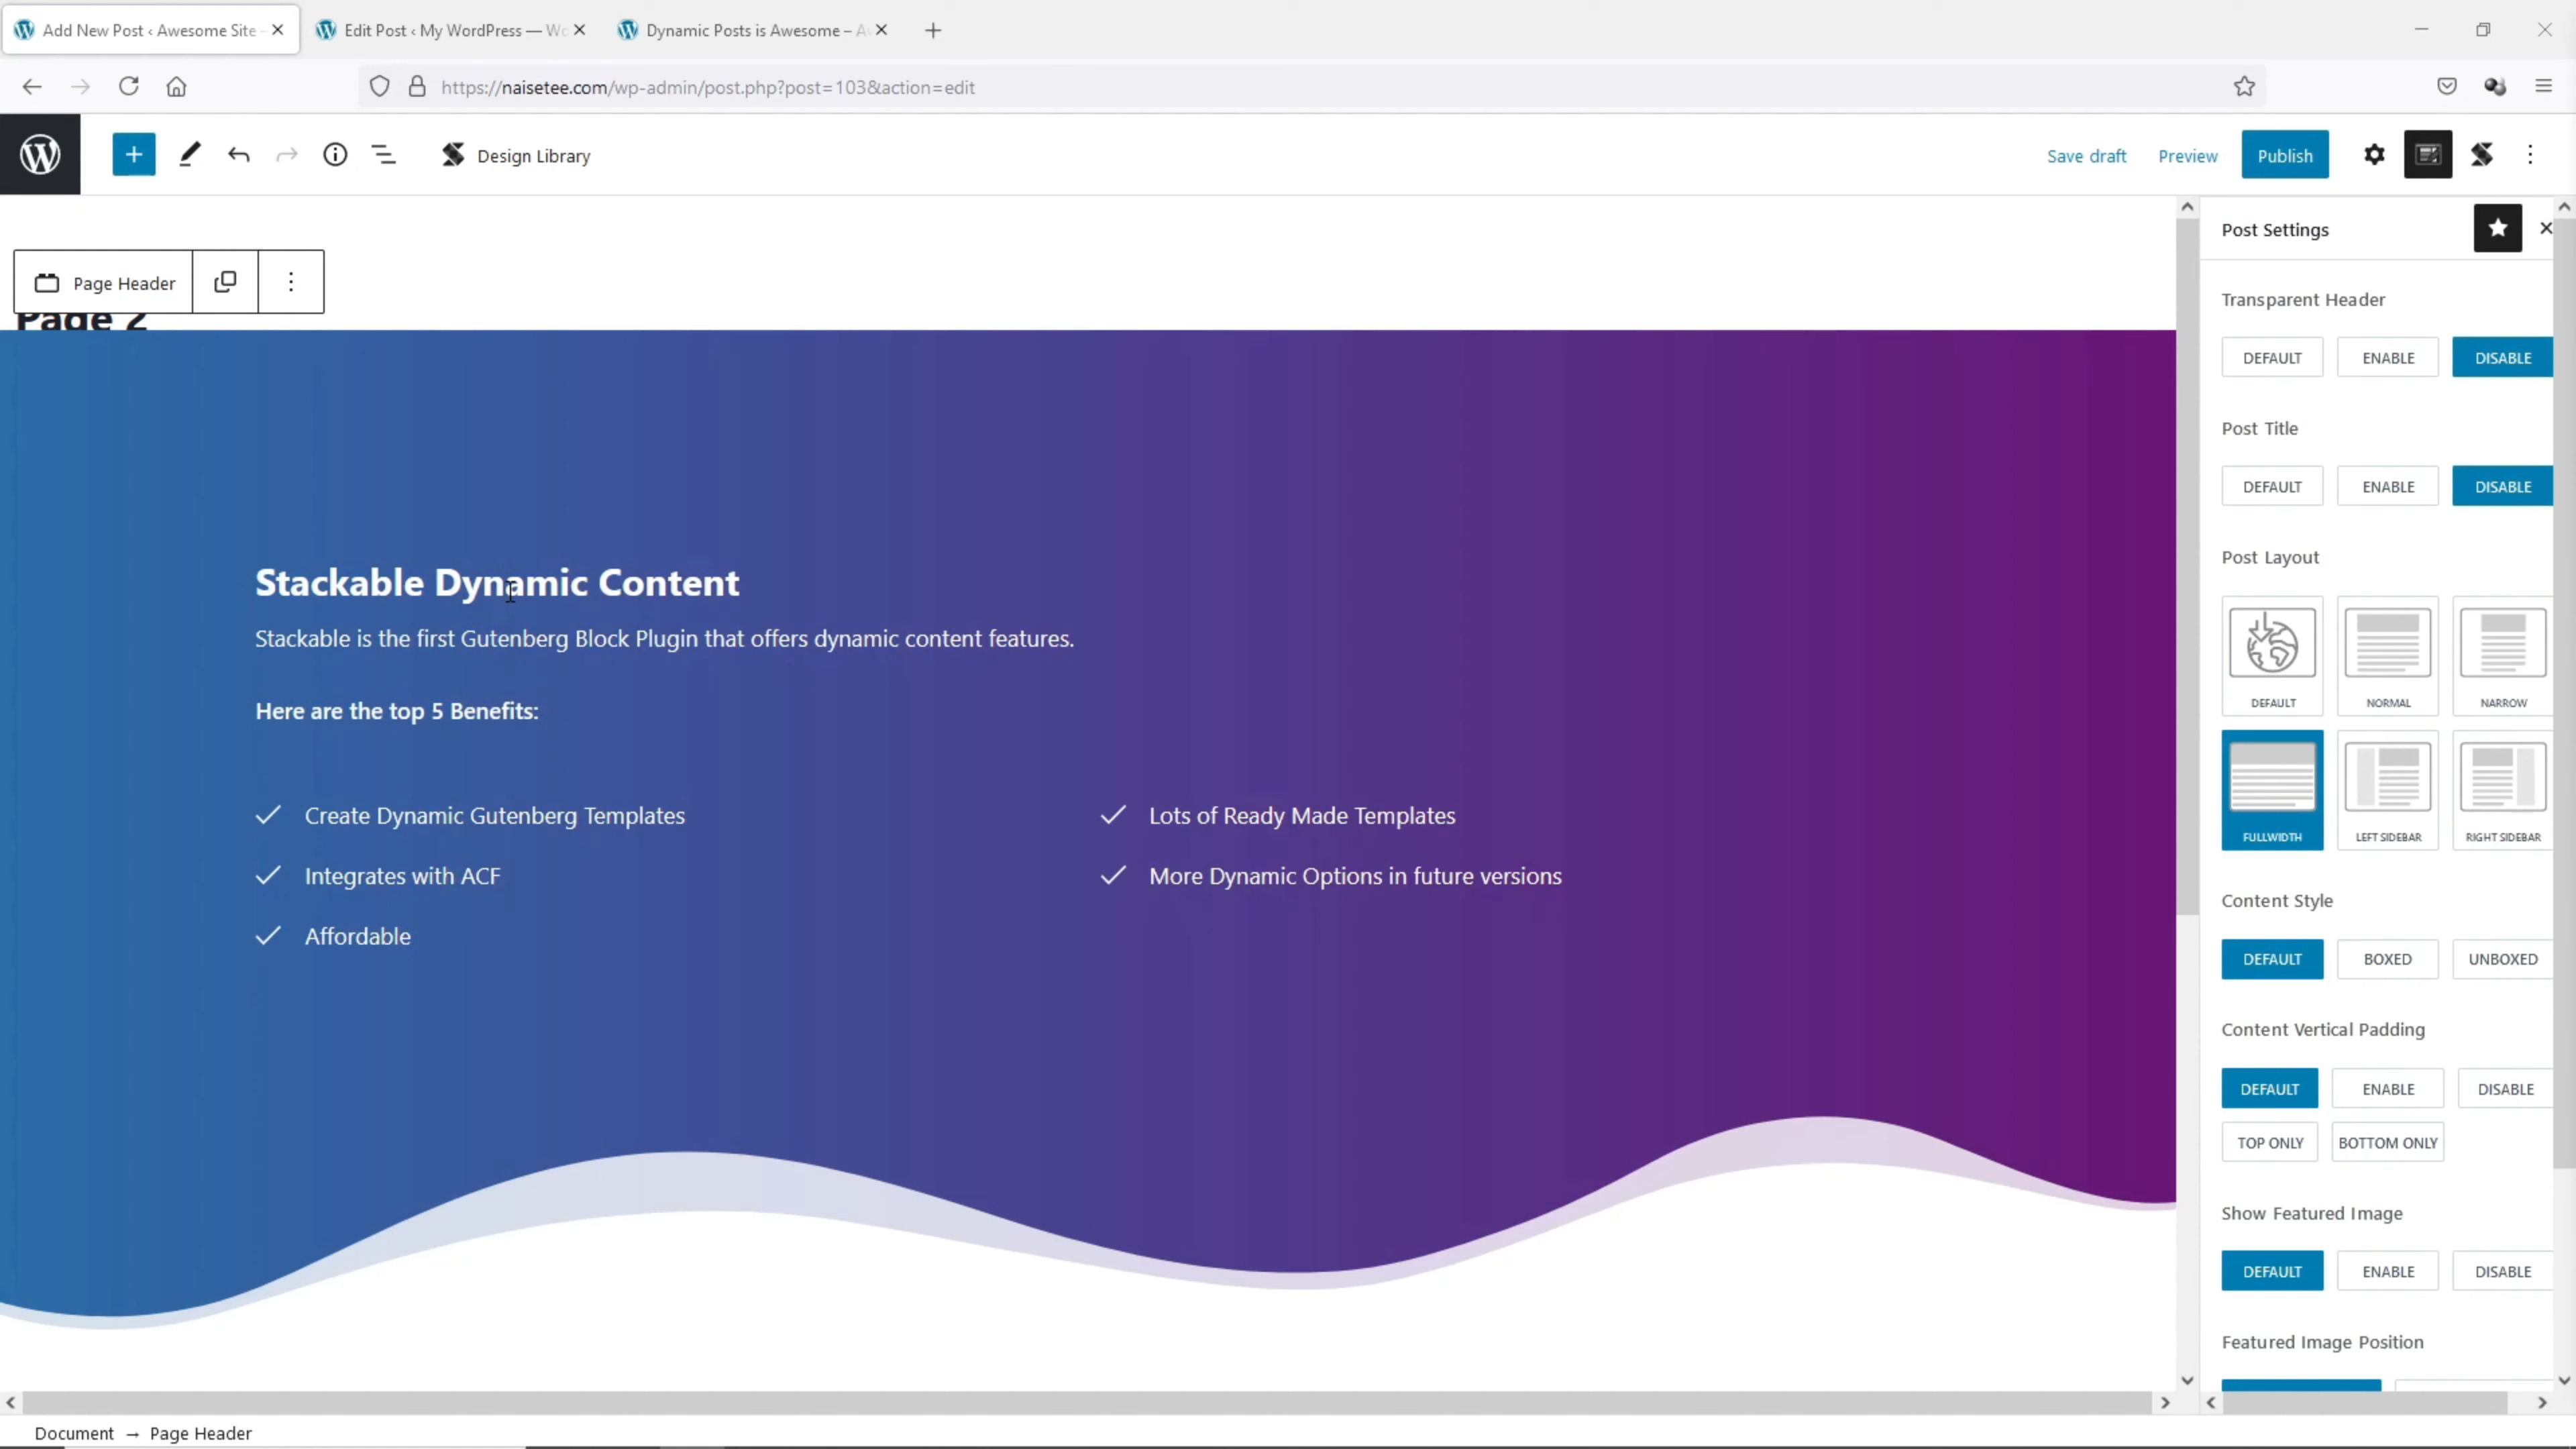 Add New Post ‹ Awesome Site -
Edit Post ‹ My WordPress — Wo
Dynamic Posts is Awesome – A
https://naisetee.com/wp-admin/post.php?post=103&action=edit
Design Library
Save draft
Preview
Publish
Page Header
Page 2
Stackable Dynamic Content
Stackable is the first Gutenberg Block Plugin that offers dynamic content features.
Here are the top 5 Benefits:
Create Dynamic Gutenberg Templates
Integrates with ACF
Affordable
Lots of Ready Made Templates
More Dynamic Options in future versions
Post Settings
Transparent Header
DEFAULT ENABLE DISABLE
Post Title
DEFAULT ENABLE DISABLE
Post Layout
DEFAULT NORMAL NARROW
FULLWIDTH LEFT SIDEBAR RIGHT SIDEBAR
Content Style
DEFAULT BOXED UNBOXED
Content Vertical Padding
DEFAULT ENABLE DISABLE
TOP ONLY BOTTOM ONLY
Show Featured Image
DEFAULT ENABLE DISABLE
Featured Image Position
Document → Page Header